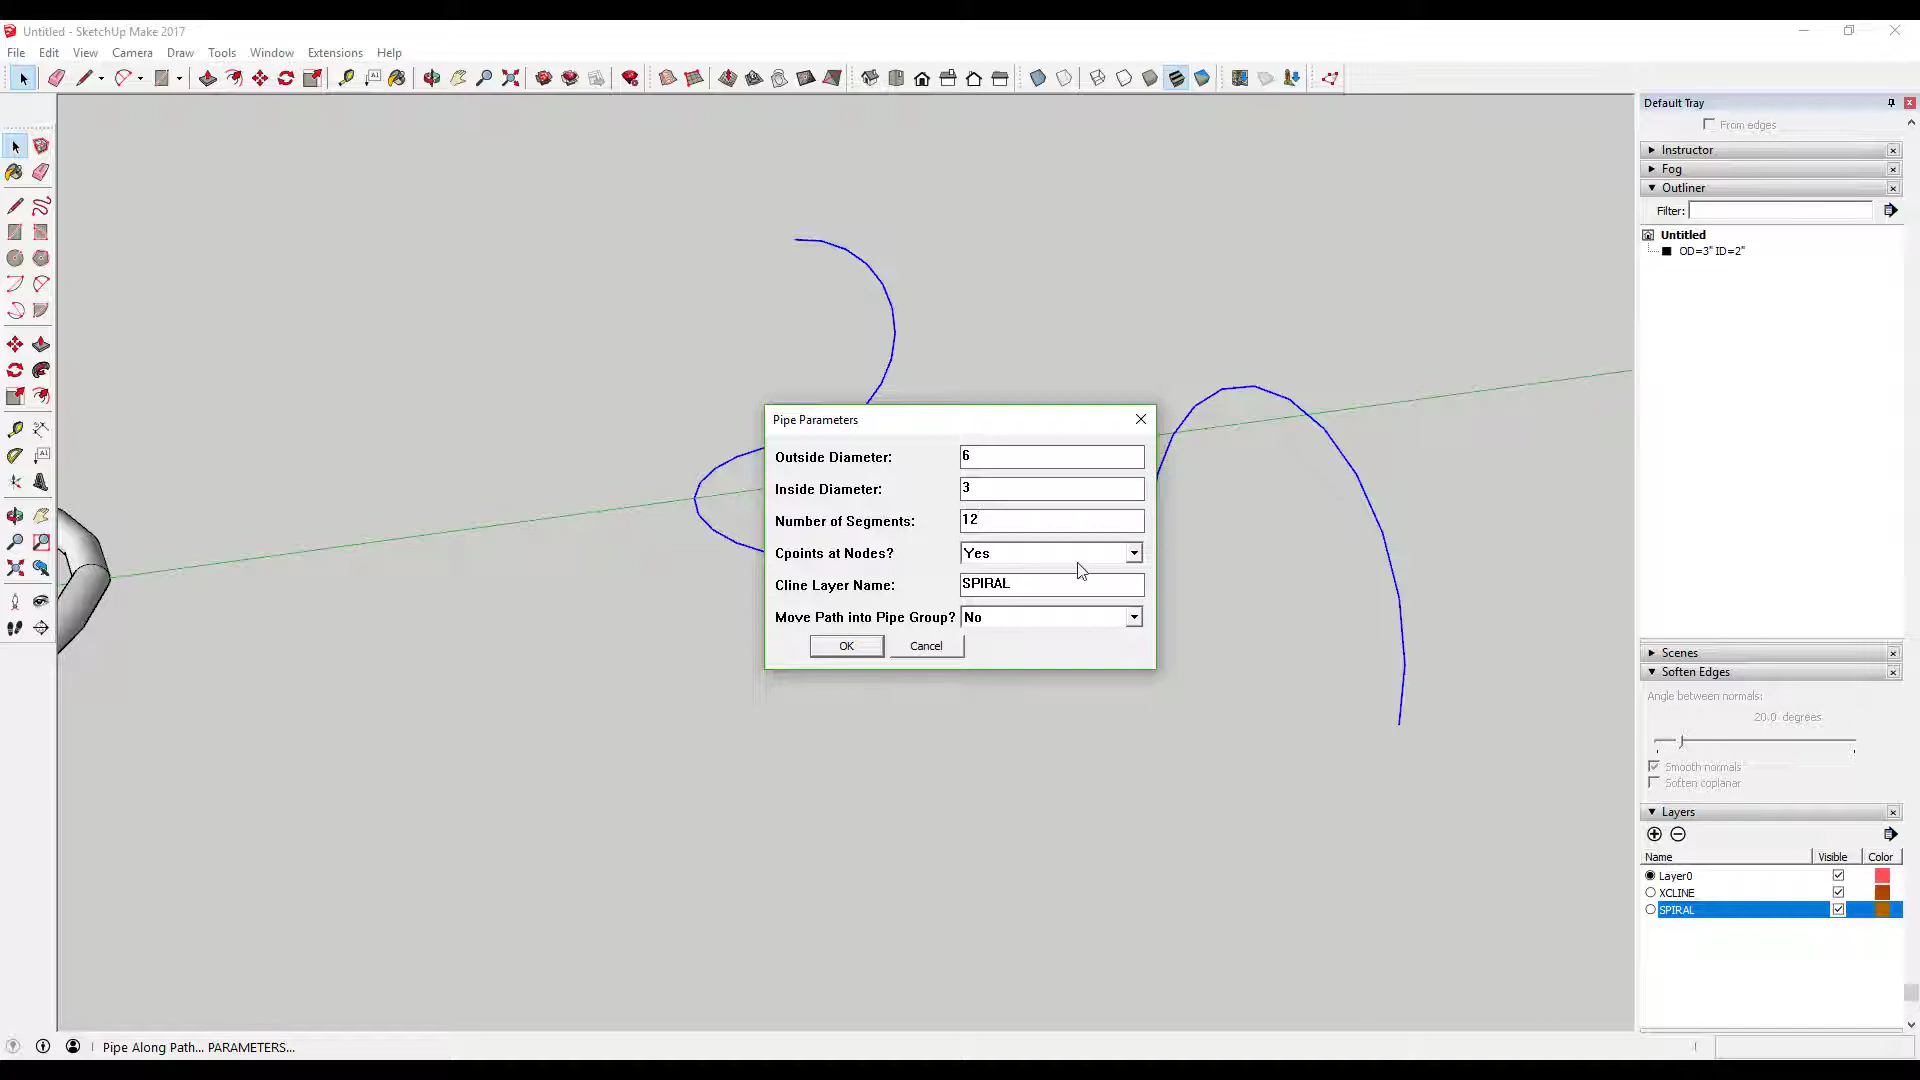 Untitled - SketchUp Make 2017
File Edit View Camera Draw Tools Window Extensions Help
Default Tray
From edges
Instructor
Fog
Outliner
Filter:
Untitled
OD=3" ID=2"
Pipe Parameters
Outside Diameter: 6
Inside Diameter: 3
Number of Segments: 12
Cpoints at Nodes? Yes
Cline Layer Name: SPIRAL
Move Path into Pipe Group? No
OK Cancel
Scenes
Soften Edges
Angle between normals:
20.0 degrees
Smooth normals
Soften coplanar
Layers
Name Visible Color
Layer0
XCLINE
SPIRAL
Pipe Along Path... PARAMETERS...